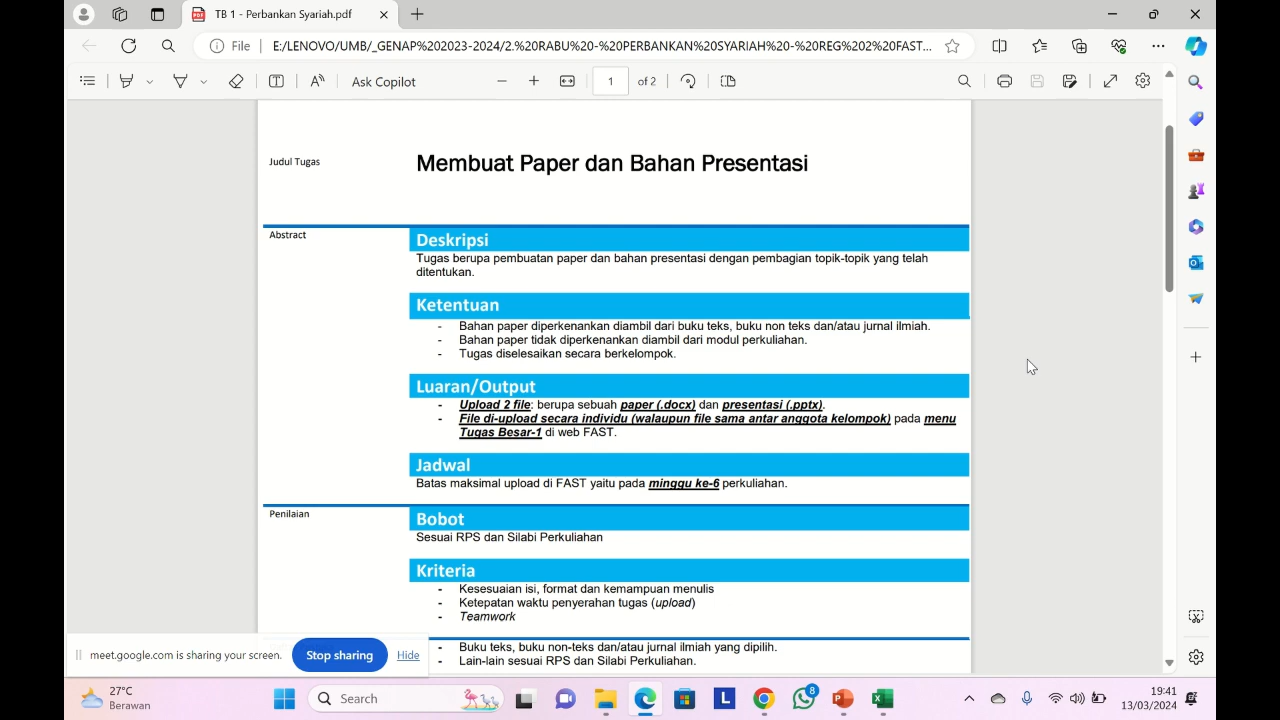 TB 1 - Perbankan Syariah.pdf
File
E:/LENOVO/UMB/_GENAP%202023-2024/2.%20RABU%20-%20PERBANKAN%20SYARIAH%20-%20REG%202%20FAST...
Ask Copilot
1 of 2
Judul Tugas
Membuat Paper dan Bahan Presentasi
Abstract
Deskripsi
Tugas berupa pembuatan paper dan bahan presentasi dengan pembagian topik-topik yang telah
ditentukan.
Ketentuan
- Bahan paper diperkenankan diambil dari buku teks, buku non teks dan/atau jurnal ilmiah.
- Bahan paper tidak diperkenankan diambil dari modul perkuliahan.
- Tugas diselesaikan secara berkelompok.
Luaran/Output
- Upload 2 file: berupa sebuah paper (.docx) dan presentasi (.pptx).
- File di-upload secara individu (walaupun file sama antar anggota kelompok) pada menu
Tugas Besar-1 di web FAST.
Jadwal
Batas maksimal upload di FAST yaitu pada minggu ke-6 perkuliahan.
Penilaian
Bobot
Sesuai RPS dan Silabi Perkuliahan
Kriteria
- Kesesuaian isi, format dan kemampuan menulis
- Ketepatan waktu penyerahan tugas (upload)
- Teamwork
- Buku teks, buku non-teks dan/atau jurnal ilmiah yang dipilih.
- Lain-lain sesuai RPS dan Silabi Perkuliahan.
meet.google.com is sharing your screen.
Stop sharing
Hide
27°C
Berawan
Search
8
19:41
13/03/2024